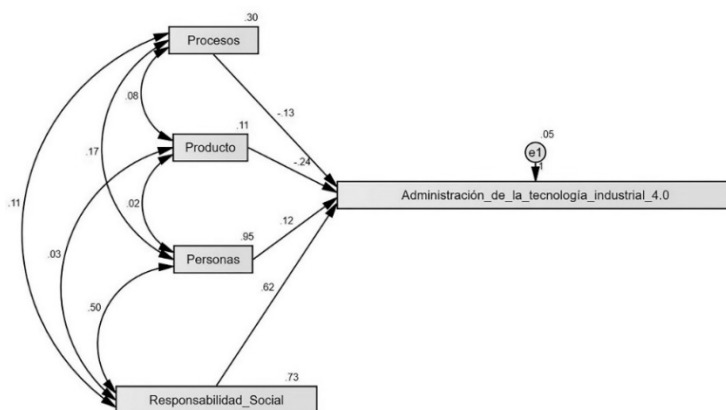 .30
Procesos
.08
-.13
.11
Producto
.05
e1
1
-.24
.17
Administración_de_la_tecnología_industrial_4.0
.11
.02
.12
.03
.95
Personas
.62
.50
.73
Responsabilidad_Social